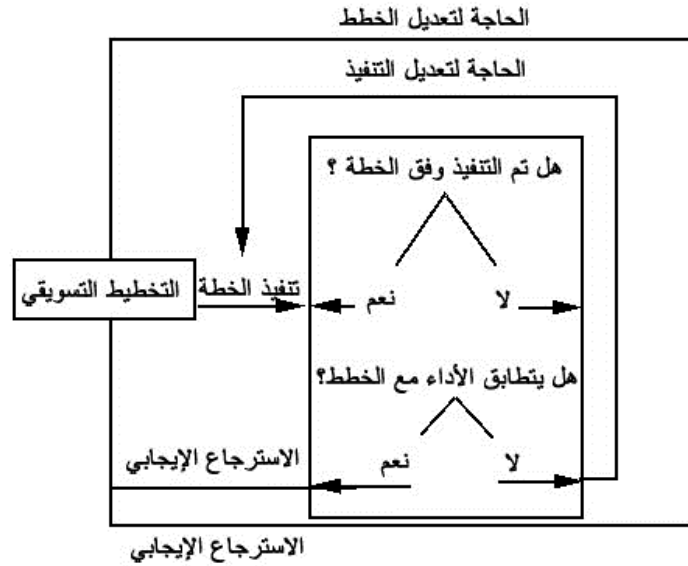 الحاجة لتعديل الخطط
الحاجة لتعديل التنفيذ
هل تم التنفيذ وفق الخطة ؟
التخطيط التسويقي
تنفيذ الخطة
نعم
لا
هل يتطابق الأداء مع الخطط؟
نعم
لا
الاسترجاع الإيجابي
الاسترجاع الإيجابي